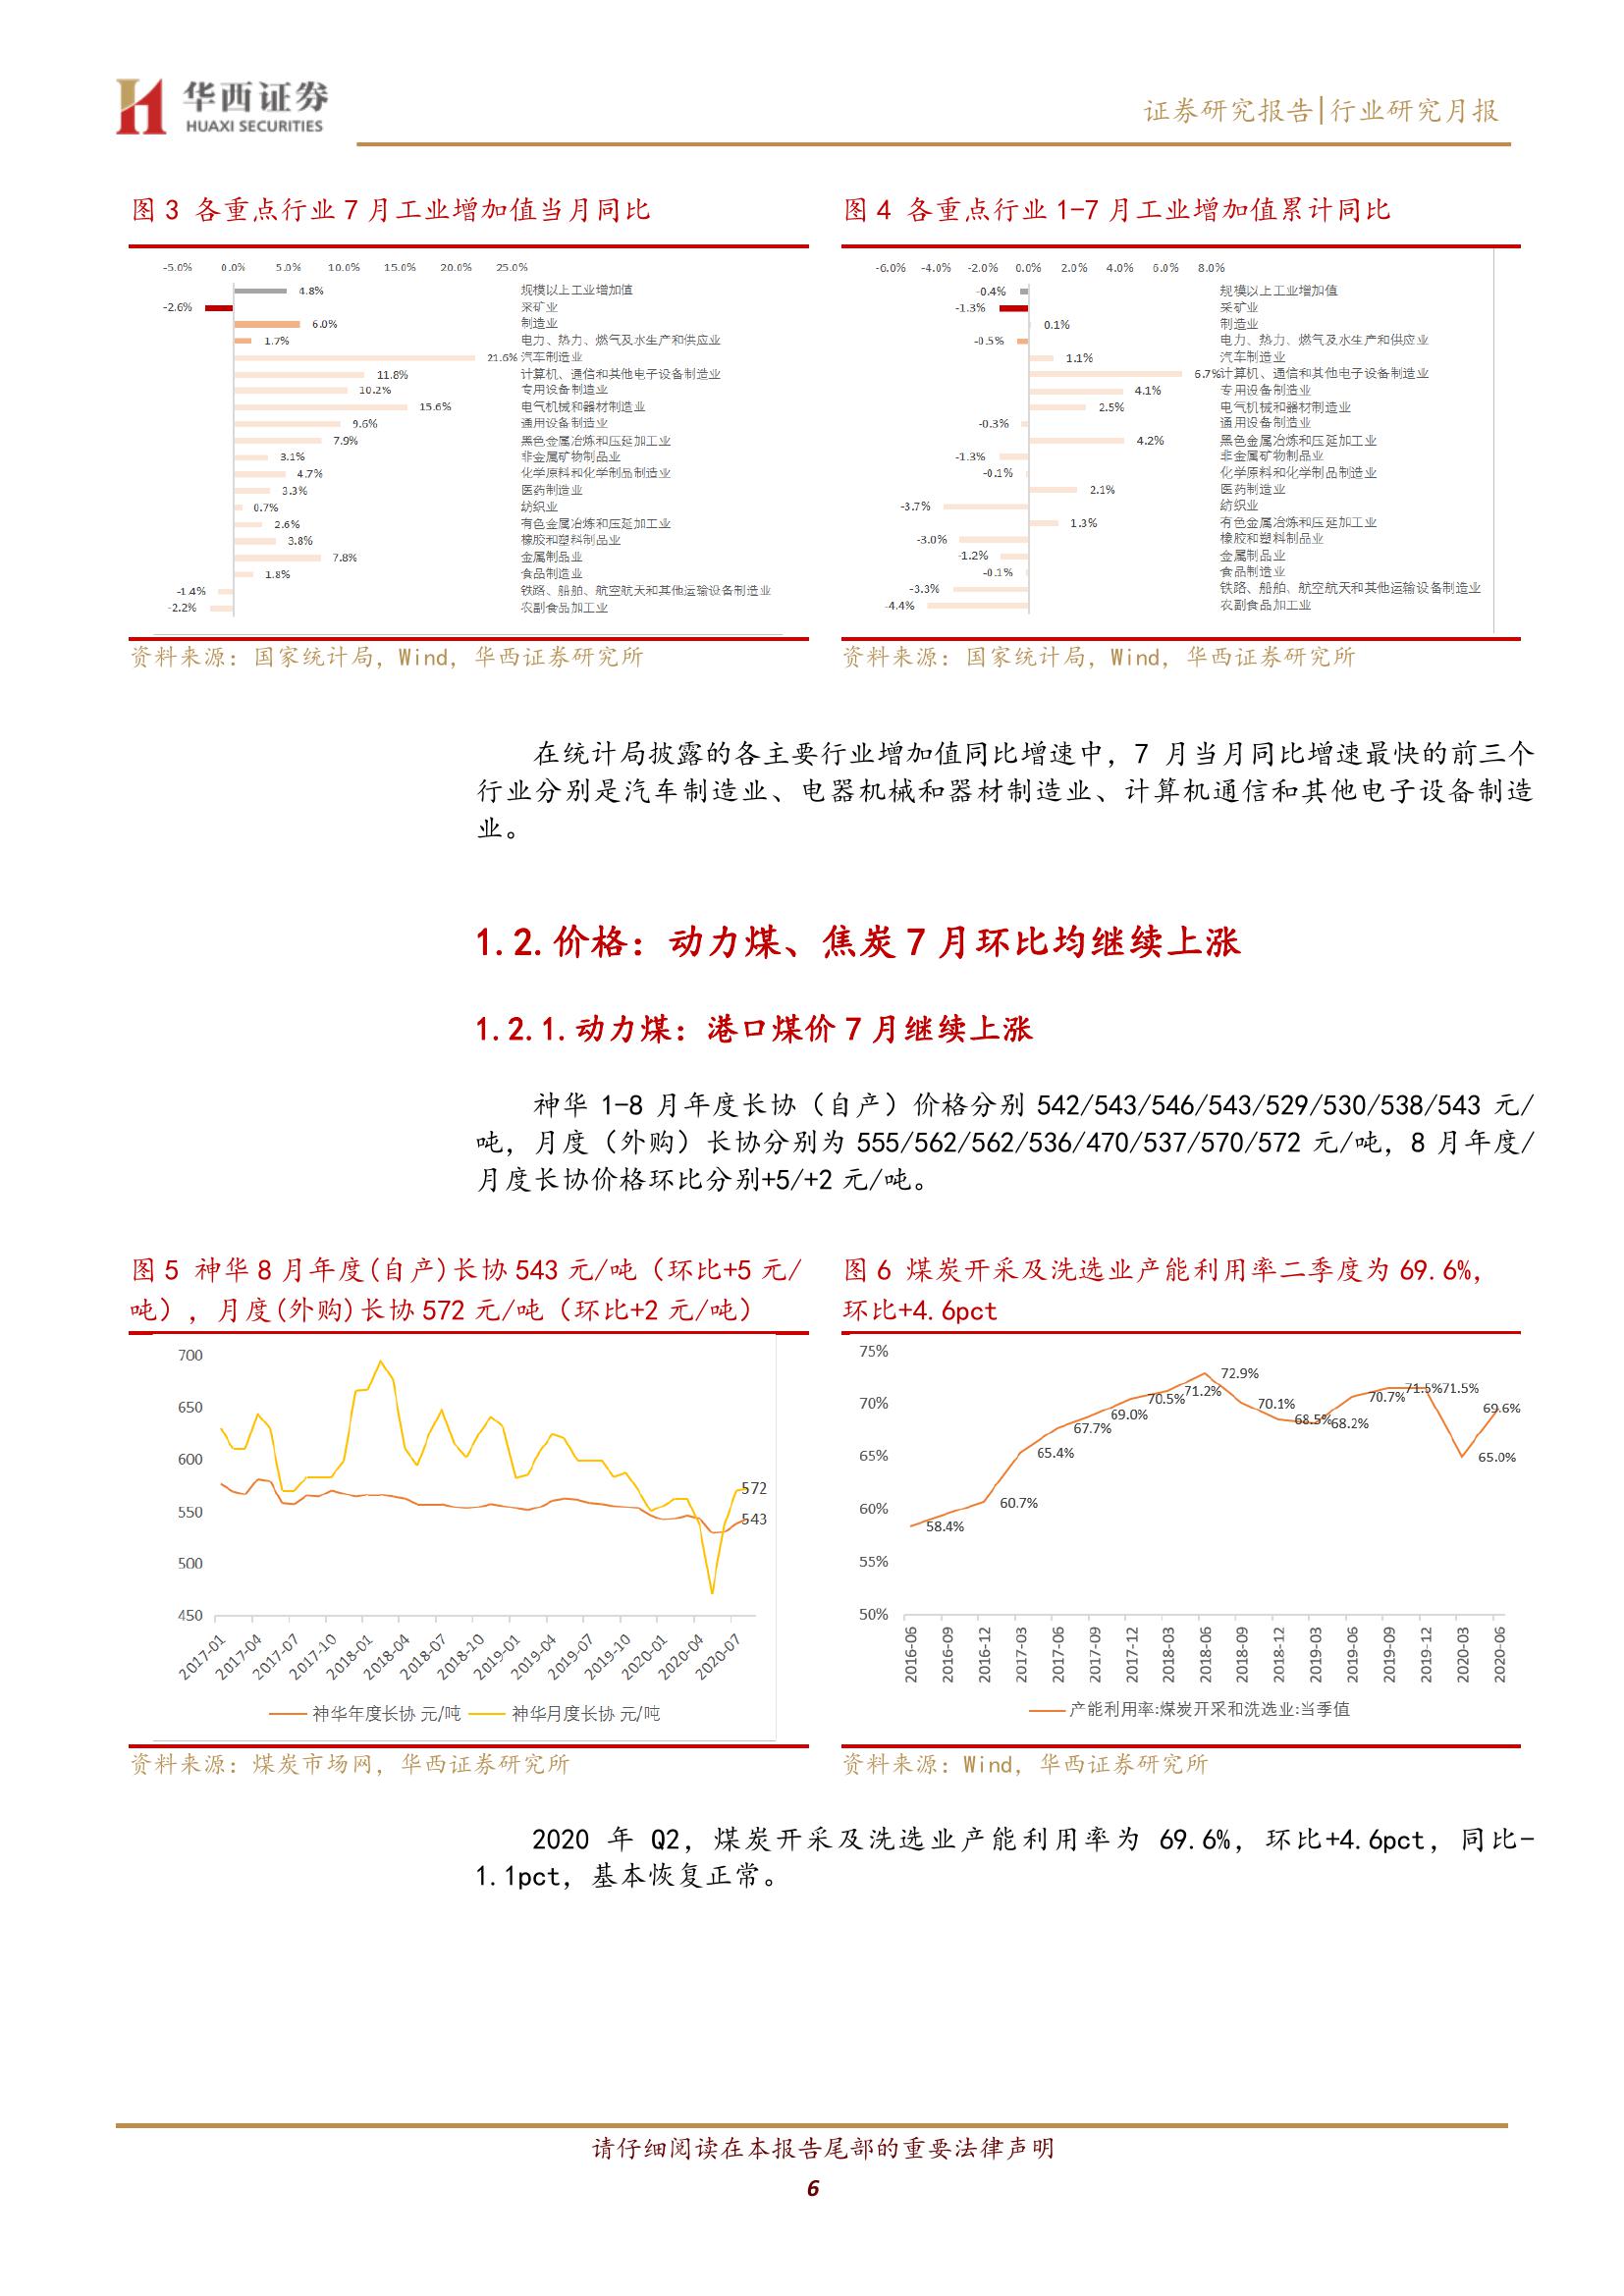 华西证券
HUAXI SECURITIES
证券研究报告|行业研究月报
图 3 各重点行业 7 月工业增加值当月同比
-5.0% 0.0% 5.0% 10.0% 15.0% 20.0% 25.0%
4.8% 规模以上工业增加值
-2.6% 采矿业
6.0% 制造业
1.7% 电力、热力、燃气及水生产和供应业
21.6% 汽车制造业
11.8% 计算机、通信和其他电子设备制造业
10.2% 专用设备制造业
15.6% 电气机械和器材制造业
9.6% 通用设备制造业
7.9% 黑色金属冶炼和压延加工业
3.1% 非金属矿物制品业
4.7% 化学原料和化学制品制造业
3.3% 医药制造业
0.7% 纺织业
2.6% 有色金属冶炼和压延加工业
3.8% 橡胶和塑料制品业
7.8% 金属制品业
1.8% 食品制造业
-1.4% 铁路、船舶、航空航天和其他运输设备制造业
-2.2% 农副食品加工业
资料来源：国家统计局，Wind，华西证券研究所
图 4 各重点行业 1-7 月工业增加值累计同比
-6.0% -4.0% -2.0% 0.0% 2.0% 4.0% 6.0% 8.0%
-0.4% 规模以上工业增加值
-1.3% 采矿业
0.1% 制造业
-0.5% 电力、热力、燃气及水生产和供应业
1.1% 汽车制造业
6.7% 计算机、通信和其他电子设备制造业
4.1% 专用设备制造业
2.5% 电气机械和器材制造业
-0.3% 通用设备制造业
4.2% 黑色金属冶炼和压延加工业
-1.3% 非金属矿物制品业
-0.1% 化学原料和化学制品制造业
2.1% 医药制造业
-3.7% 纺织业
1.3% 有色金属冶炼和压延加工业
-3.0% 橡胶和塑料制品业
-1.2% 金属制品业
-0.1% 食品制造业
-3.3% 铁路、船舶、航空航天和其他运输设备制造业
-4.4% 农副食品加工业
资料来源：国家统计局，Wind，华西证券研究所
在统计局披露的各主要行业增加值同比增速中，7 月当月同比增速最快的前三个
行业分别是汽车制造业、电器机械和器材制造业、计算机通信和其他电子设备制造
业。
1.2.价格：动力煤、焦炭 7 月环比均继续上涨
1.2.1.动力煤：港口煤价 7 月继续上涨
神华 1-8 月年度长协（自产）价格分别 542/543/546/543/529/530/538/543 元/
吨，月度（外购）长协分别为 555/562/562/536/470/537/570/572 元/吨，8 月年度/
月度长协价格环比分别+5/+2 元/吨。
图 5 神华 8 月年度(自产)长协 543 元/吨（环比+5 元/
吨），月度(外购)长协 572 元/吨（环比+2 元/吨）
700
650
600
550
500
450
572
543
2017-01 2017-04 2017-07 2017-10 2018-01 2018-04 2018-07 2018-10 2019-01 2019-04 2019-07 2019-10 2020-01 2020-04 2020-07
神华年度长协 元/吨 神华月度长协 元/吨
资料来源：煤炭市场网，华西证券研究所
图 6 煤炭开采及洗选业产能利用率二季度为 69.6%，
环比+4.6pct
75%
70%
65%
60%
55%
50%
58.4% 60.7% 65.4% 67.7% 69.0% 70.5% 71.2% 72.9% 70.1% 68.5% 68.2% 70.7% 71.5% 71.5% 65.0% 69.6%
2016-06 2016-09 2016-12 2017-03 2017-06 2017-09 2017-12 2018-03 2018-06 2018-09 2018-12 2019-03 2019-06 2019-09 2019-12 2020-03 2020-06
产能利用率:煤炭开采和洗选业:当季值
资料来源：Wind，华西证券研究所
2020 年 Q2，煤炭开采及洗选业产能利用率为 69.6%，环比+4.6pct，同比-
1.1pct，基本恢复正常。
请仔细阅读在本报告尾部的重要法律声明
6